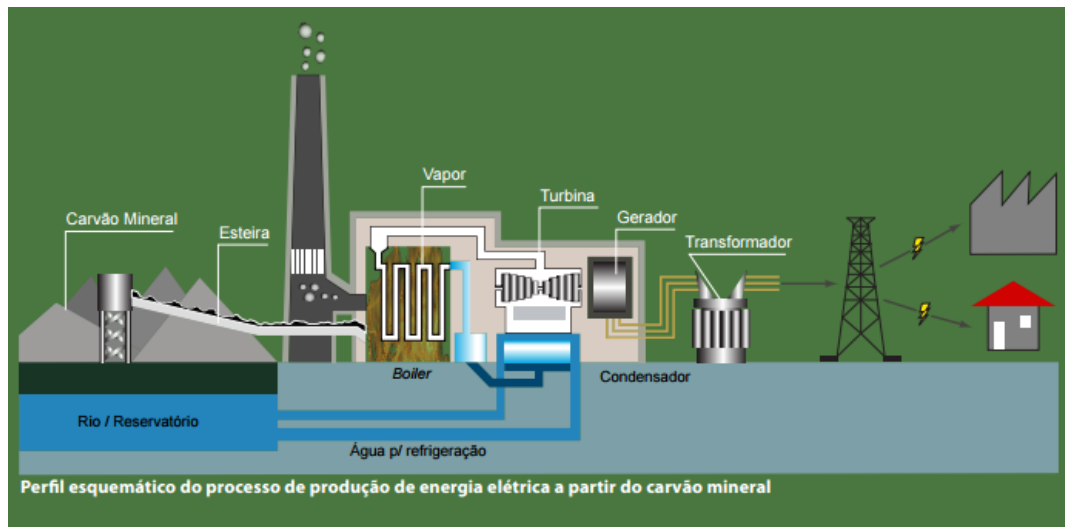 Vapor
Turbina
Carvão Mineral
Gerador
Esteira
Transformador
Boiler
Condensador
Rio / Reservatório
Água p/ refrigeração
Perfil esquemático do processo de produção de energia elétrica a partir do carvão mineral